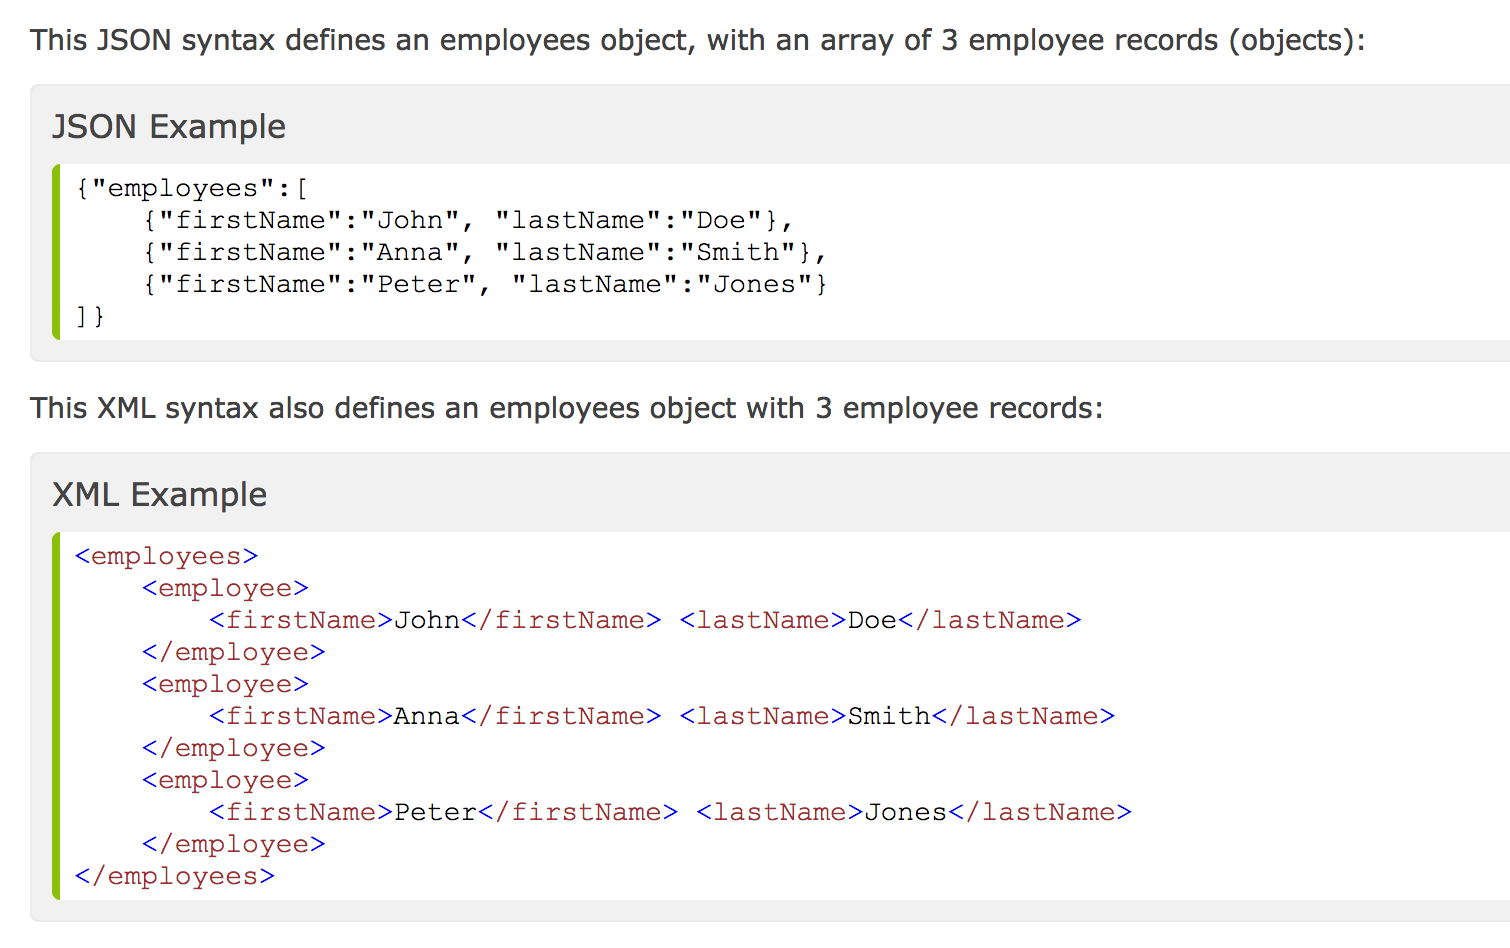 This JSON syntax defines an employees object, with an array of 3 employee records (objects):
JSON Example
{"employees":[
    {"firstName":"John", "lastName":"Doe"},
    {"firstName":"Anna", "lastName":"Smith"},
    {"firstName":"Peter", "lastName":"Jones"}
]}
This XML syntax also defines an employees object with 3 employee records:
XML Example
<employees>
    <employee>
        <firstName>John</firstName> <lastName>Doe</lastName>
    </employee>
    <employee>
        <firstName>Anna</firstName> <lastName>Smith</lastName>
    </employee>
    <employee>
        <firstName>Peter</firstName> <lastName>Jones</lastName>
    </employee>
</employees>